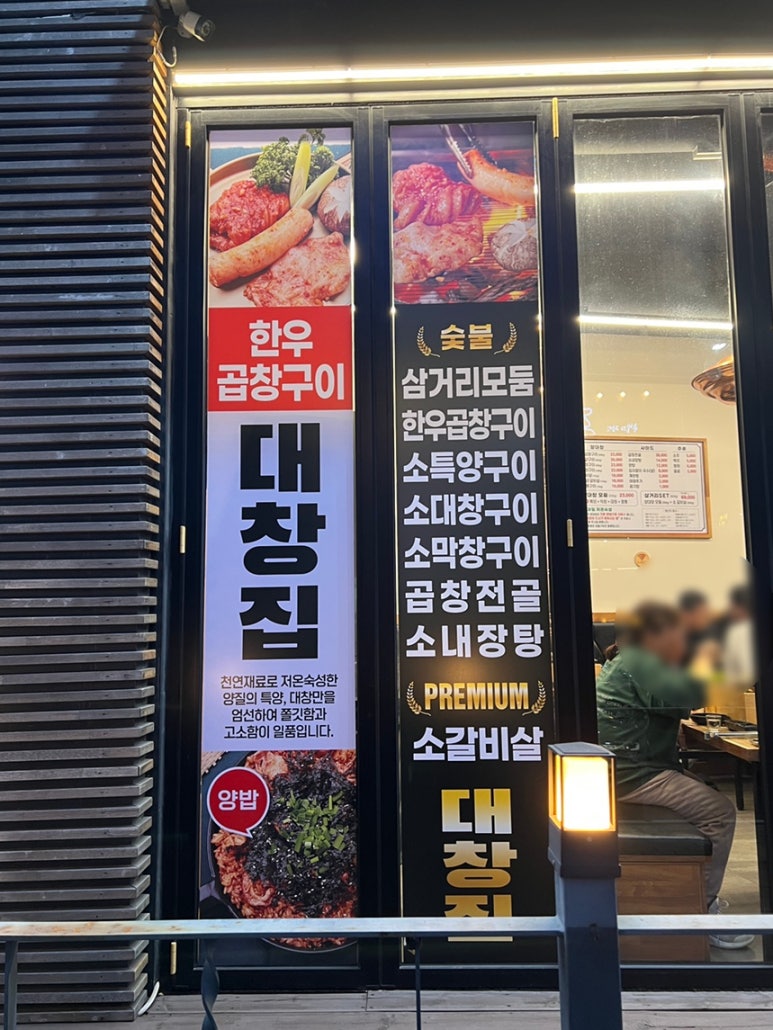 한우
곱창구이
대
창
집
천연재료로 저온숙성한
양질의 특양, 대창만을
엄선하여 쫄깃함과
고소함이 일품입니다.
양밥
숯불
삼거리모둠
한우곱창구이
소특양구이
소대창구이
소막창구이
곱창전골
소내장탕
PREMIUM
소갈비살
대
창
집